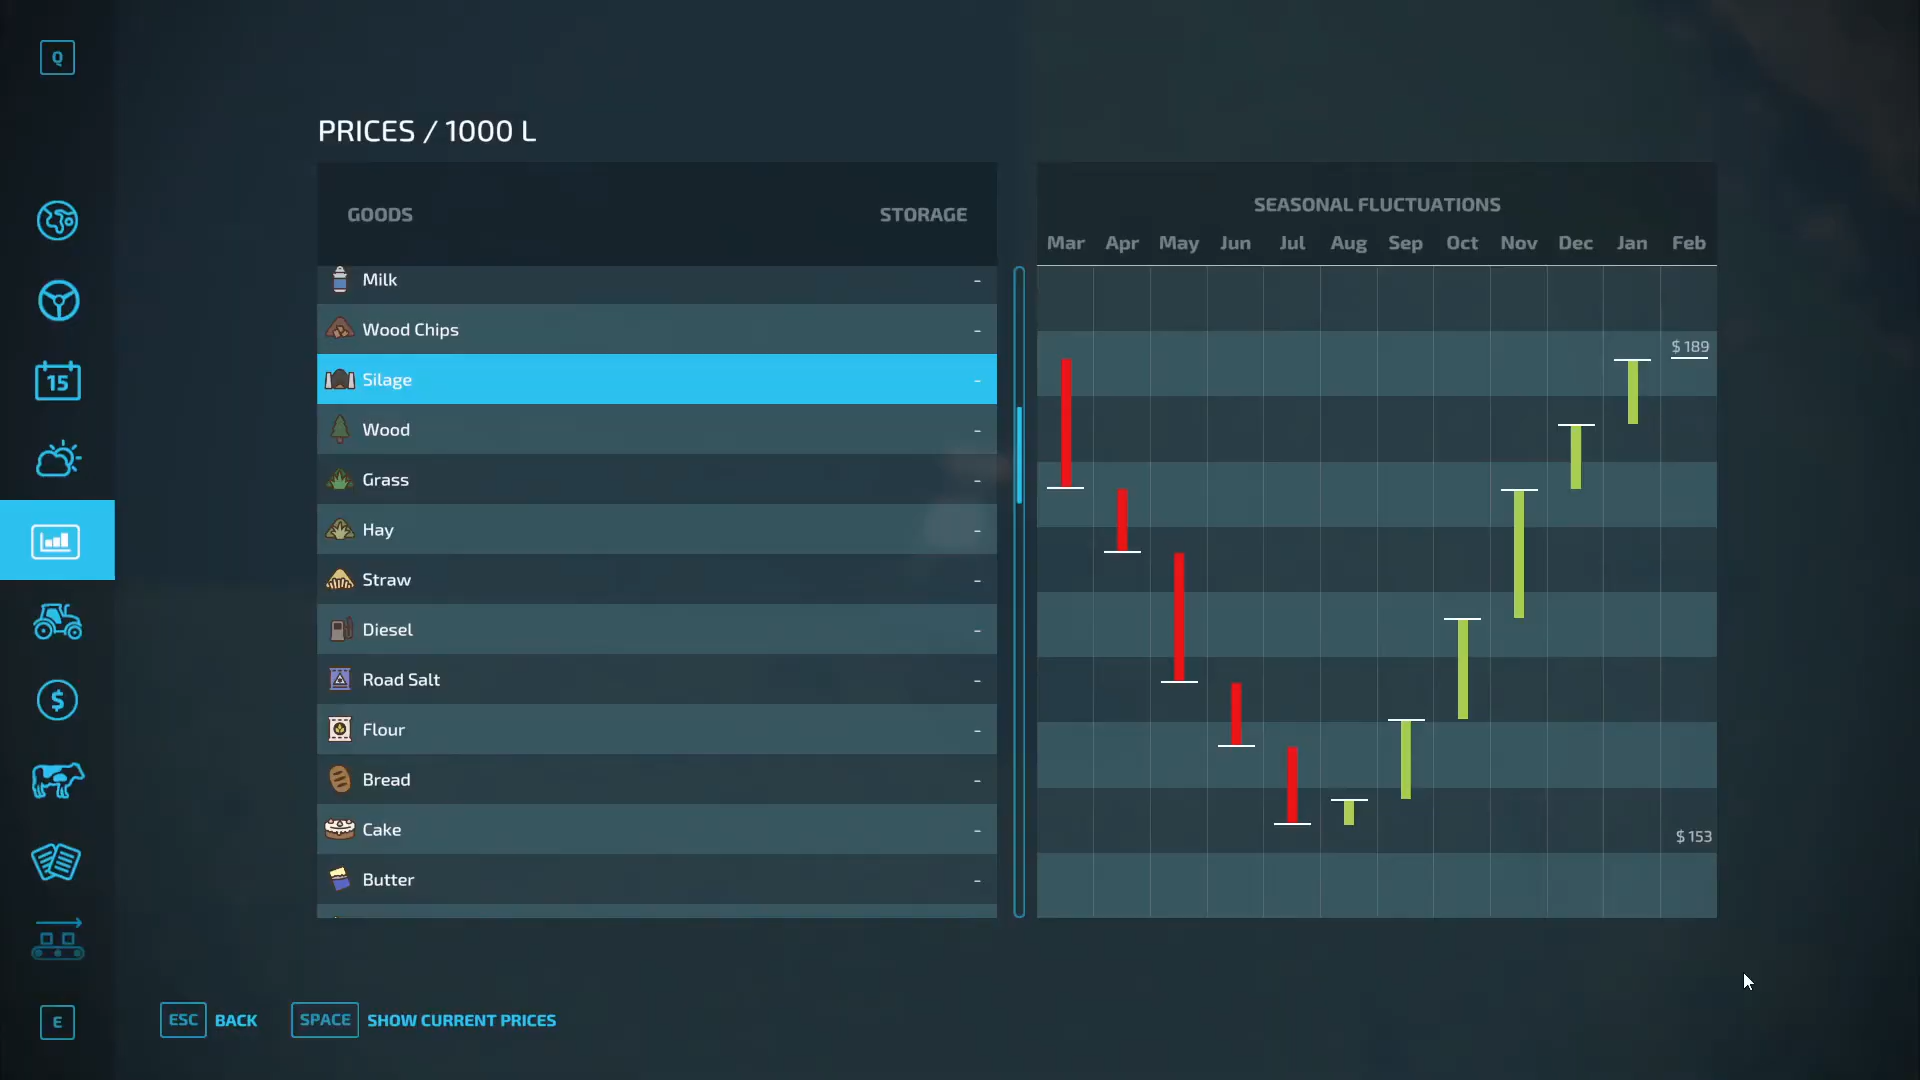 Q
PRICES / 1000 L
GOODS STORAGE
SEASONAL FLUCTUATIONS
Mar Apr May Jun Jul Aug Sep Oct Nov Dec Jan Feb
Milk -
Wood Chips -
$ 189
Silage -
15
Wood -
Grass -
Hay -
Straw -
Diesel -
Road Salt -
$
Flour -
Bread -
Cake -
$ 153
Butter -
E
ESC BACK SPACE SHOW CURRENT PRICES